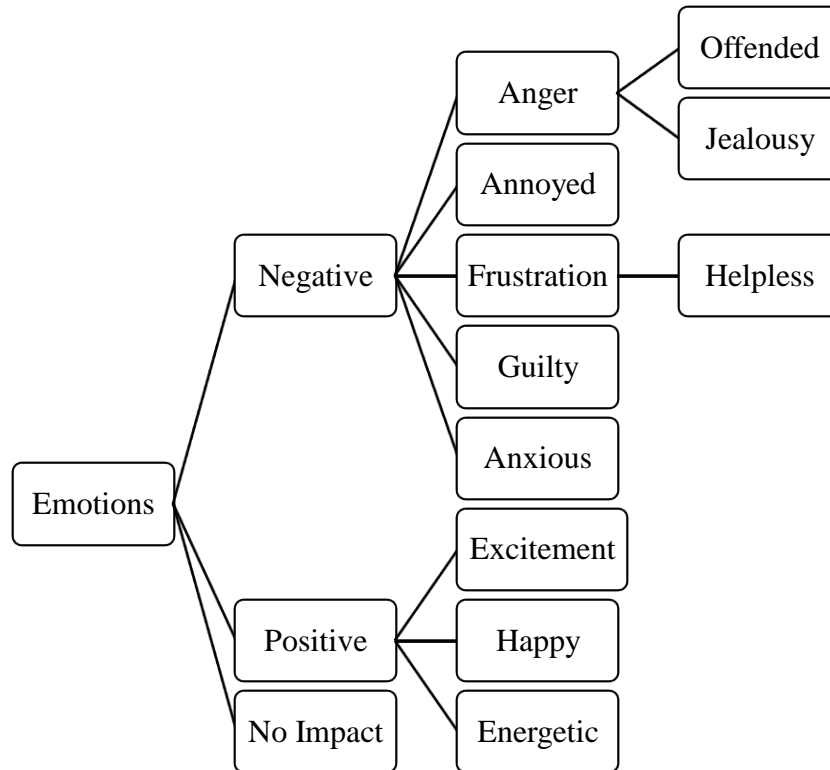 Offended
Anger
Jealousy
Annoyed
Negative
Frustration
Helpless
Guilty
Anxious
Emotions
Excitement
Positive
Happy
No Impact
Energetic